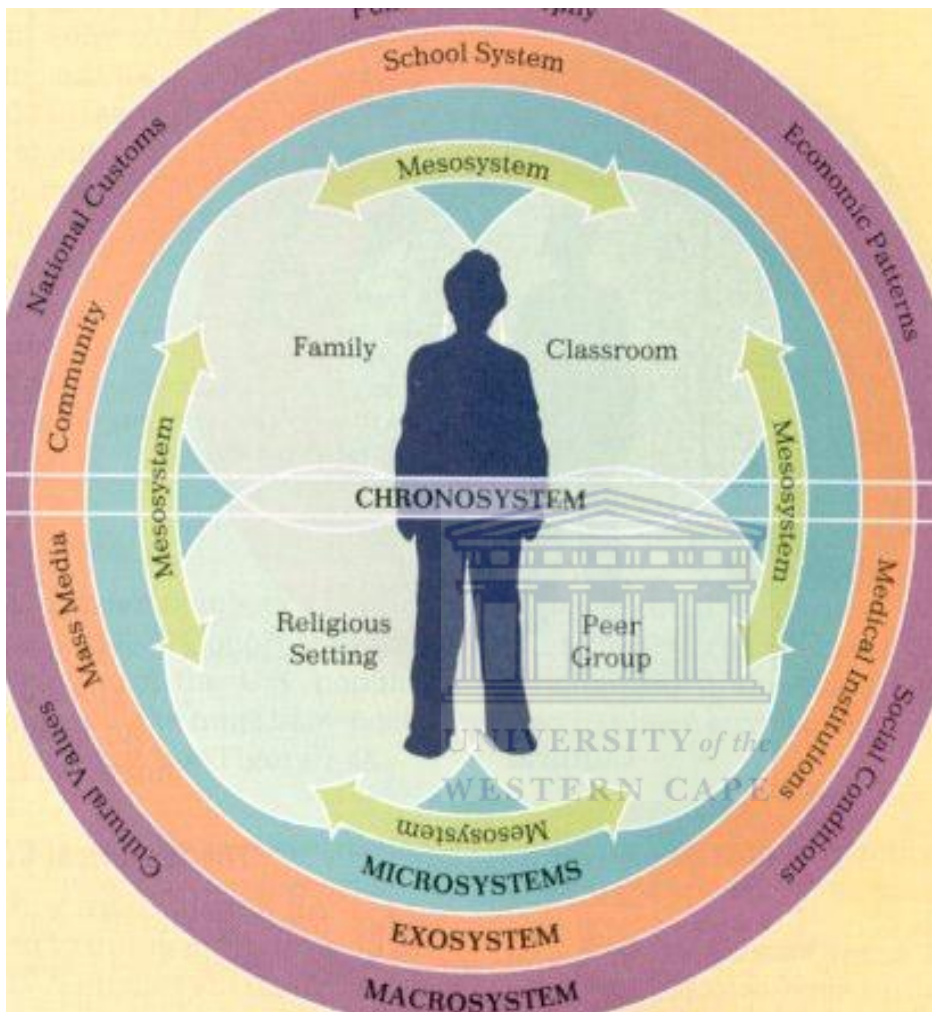 School System
National Customs
Economic Patterns
Mesosystem
Community
Family
Classroom
Mesosystem
Mesosystem
CHRONOSYSTEM
Mass Media
Medical Institutions
Religious
Setting
Peer
Group
Cultural Values
Social Conditions
UNIVERSITY of the
WESTERN CAPE
Mesosystem
MICROSYSTEMS
EXOSYSTEM
MACROSYSTEM